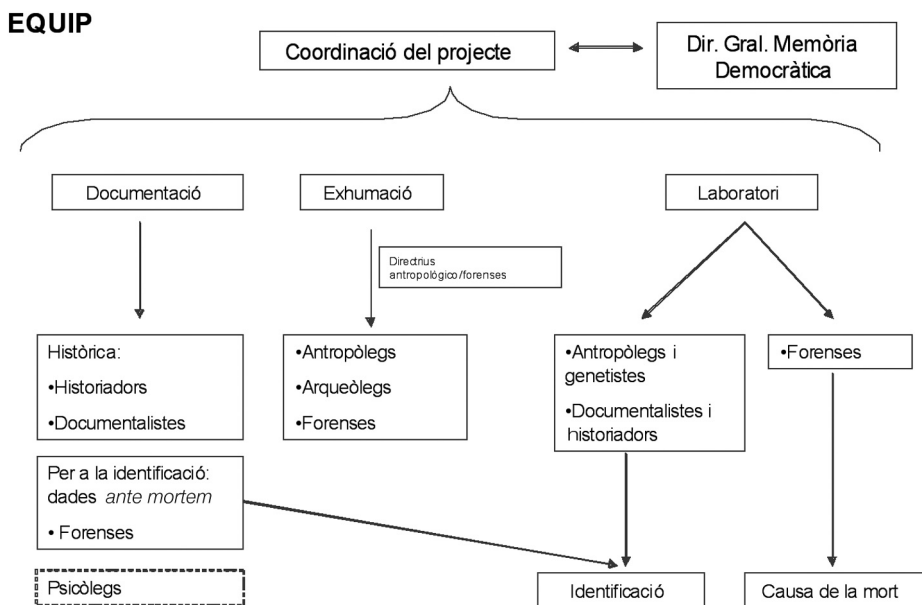 EQUIP
Coordinació del projecte
Dir. Gral. Memòria
Democràtica
Documentació
Exhumació
Laboratori
Directrius
antropológico/forenses
Històrica:
•Historiadors
•Documentalistes
•Antropòlegs
•Arqueòlegs
•Forenses
•Antropòlegs i
genetistes
•Documentalistes i
historiadors
•Forenses
Per a la identificació:
dades ante mortem
• Forenses
Psicòlegs
Identificació
Causa de la mort